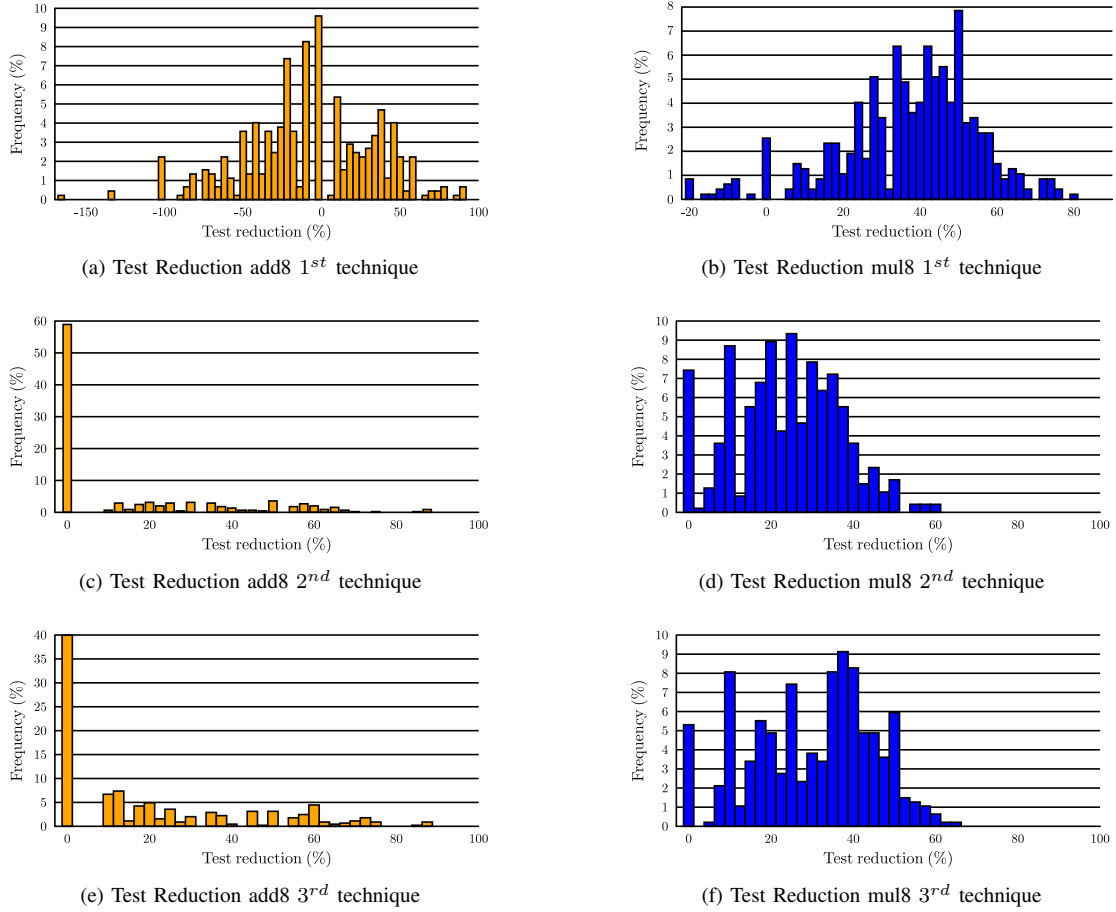 10
9
8
7
6
5
4
3
2
1
0
Frequency (%)
-150 -100 -50 0 50 100
Test reduction (%)
(a) Test Reduction add8 1st technique
8
7
6
5
4
3
2
1
0
Frequency (%)
-20 0 20 40 60 80
Test reduction (%)
(b) Test Reduction mul8 1st technique
60
50
40
30
20
10
0
Frequency (%)
0 20 40 60 80 100
Test reduction (%)
(c) Test Reduction add8 2nd technique
10
9
8
7
6
5
4
3
2
1
0
Frequency (%)
0 20 40 60 80 100
Test reduction (%)
(d) Test Reduction mul8 2nd technique
40
35
30
25
20
15
10
5
0
Frequency (%)
0 20 40 60 80 100
Test reduction (%)
(e) Test Reduction add8 3rd technique
10
9
8
7
6
5
4
3
2
1
0
Frequency (%)
0 20 40 60 80 100
Test reduction (%)
(f) Test Reduction mul8 3rd technique